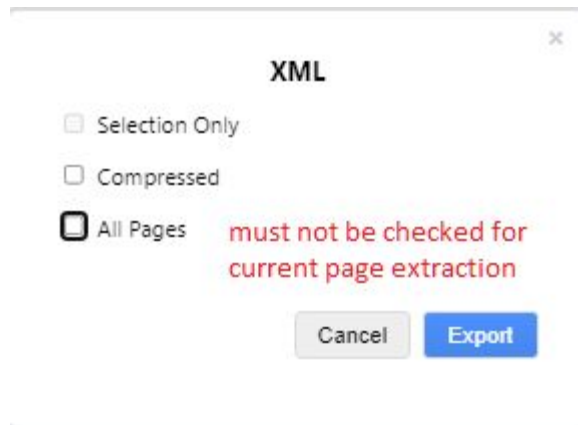 XML
Selection Only
Compressed
All Pages
must not be checked for
current page extraction
Cancel
Export